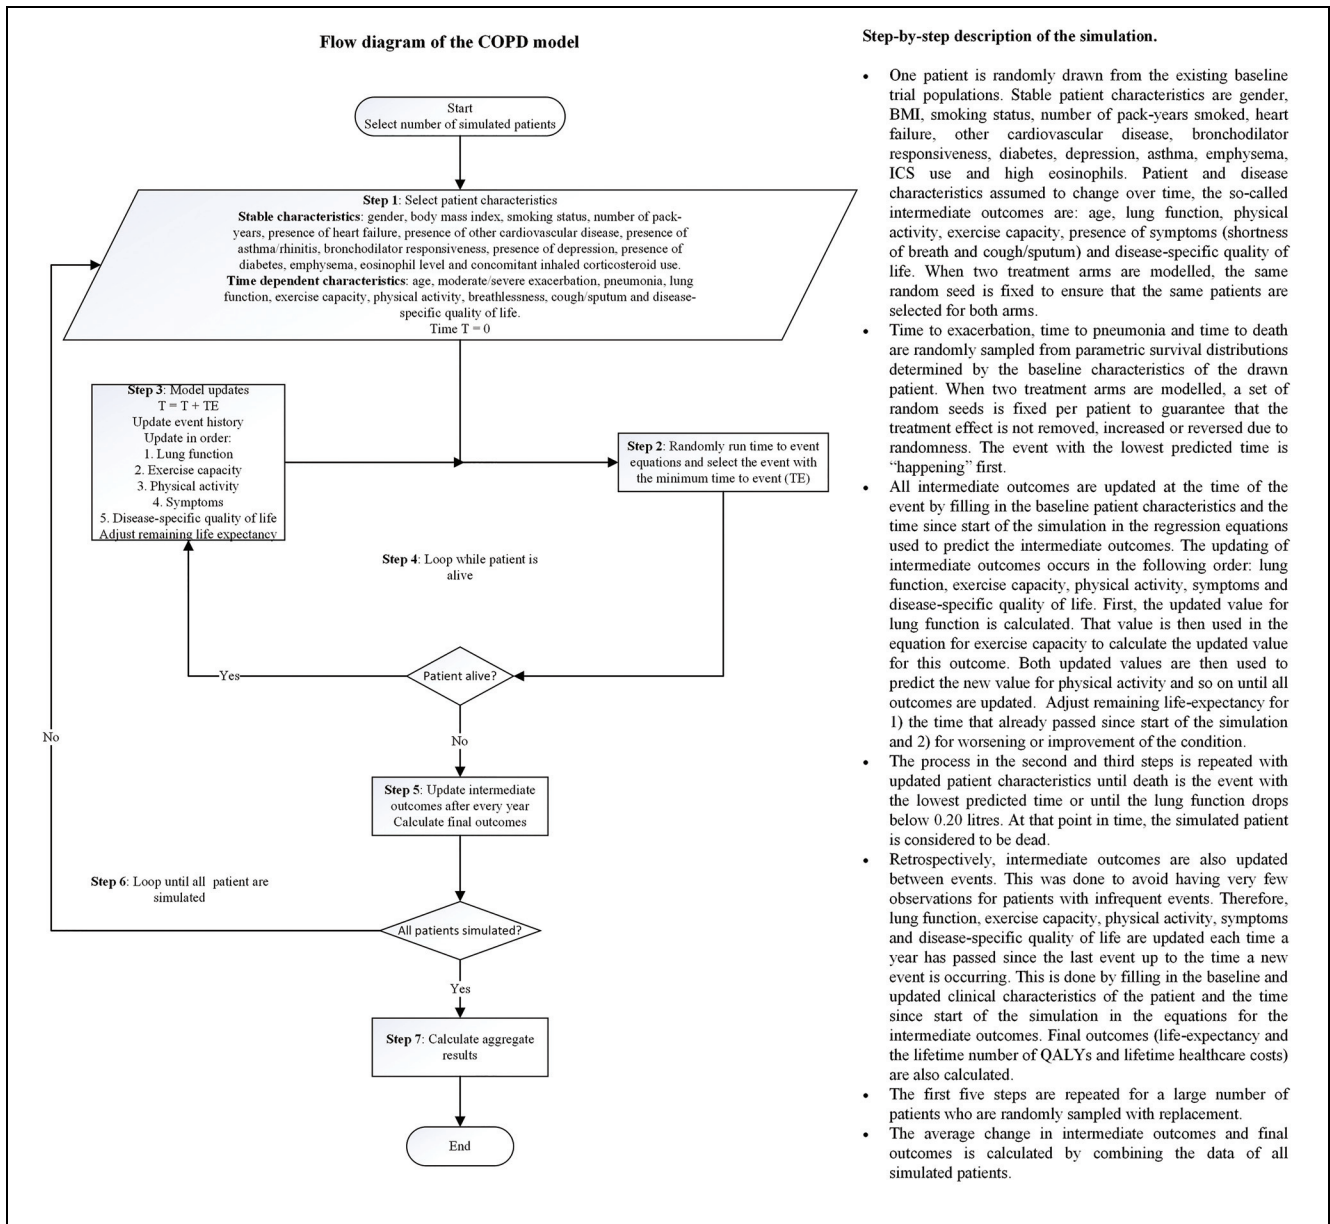 Flow diagram of the COPD model
Start
Select number of simulated patients
Step 1: Select patient characteristics
Stable characteristics: gender, body mass index, smoking status, number of pack-
years, presence of heart failure, presence of other cardiovascular disease, presence of
asthma/rhinitis, bronchodilator responsiveness, presence of depression, presence of
diabetes, emphysema, eosinophil level and concomitant inhaled corticosteroid use.
Time dependent characteristics: age, moderate/severe exacerbation, pneumonia, lung
function, exercise capacity, physical activity, breathlessness, cough/sputum and disease-
specific quality of life.
Time T = 0
Step 3: Model updates
T = T + TE
Update event history
Update in order:
1. Lung function
2. Exercise capacity
3. Physical activity
4. Symptoms
5. Disease-specific quality of life
Adjust remaining life expectancy
Step 2: Randomly run time to event
equations and select the event with
the minimum time to event (TE)
Step 4: Loop while patient is
alive
Patient alive?
Yes
No
No
Step 5: Update intermediate
outcomes after every year
Calculate final outcomes
Step 6: Loop until all patient are
simulated
All patients simulated?
Yes
Step 7: Calculate aggregate
results
End
Step-by-step description of the simulation.
• One patient is randomly drawn from the existing baseline
trial populations. Stable patient characteristics are gender,
BMI, smoking status, number of pack-years smoked, heart
failure, other cardiovascular disease, bronchodilator
responsiveness, diabetes, depression, asthma, emphysema,
ICS use and high eosinophils. Patient and disease
characteristics assumed to change over time, the so-called
intermediate outcomes are: age, lung function, physical
activity, exercise capacity, presence of symptoms (shortness
of breath and cough/sputum) and disease-specific quality of
life. When two treatment arms are modelled, the same
random seed is fixed to ensure that the same patients are
selected for both arms.
• Time to exacerbation, time to pneumonia and time to death
are randomly sampled from parametric survival distributions
determined by the baseline characteristics of the drawn
patient. When two treatment arms are modelled, a set of
random seeds is fixed per patient to guarantee that the
treatment effect is not removed, increased or reversed due to
randomness. The event with the lowest predicted time is
“happening” first.
• All intermediate outcomes are updated at the time of the
event by filling in the baseline patient characteristics and the
time since start of the simulation in the regression equations
used to predict the intermediate outcomes. The updating of
intermediate outcomes occurs in the following order: lung
function, exercise capacity, physical activity, symptoms and
disease-specific quality of life. First, the updated value for
lung function is calculated. That value is then used in the
equation for exercise capacity to calculate the updated value
for this outcome. Both updated values are then used to
predict the new value for physical activity and so on until all
outcomes are updated. Adjust remaining life-expectancy for
1) the time that already passed since start of the simulation
and 2) for worsening or improvement of the condition.
• The process in the second and third steps is repeated with
updated patient characteristics until death is the event with
the lowest predicted time or until the lung function drops
below 0.20 litres. At that point in time, the simulated patient
is considered to be dead.
• Retrospectively, intermediate outcomes are also updated
between events. This was done to avoid having very few
observations for patients with infrequent events. Therefore,
lung function, exercise capacity, physical activity, symptoms
and disease-specific quality of life are updated each time a
year has passed since the last event up to the time a new
event is occurring. This is done by filling in the baseline and
updated clinical characteristics of the patient and the time
since start of the simulation in the equations for the
intermediate outcomes. Final outcomes (life-expectancy and
the lifetime number of QALYs and lifetime healthcare costs)
are also calculated.
• The first five steps are repeated for a large number of
patients who are randomly sampled with replacement.
• The average change in intermediate outcomes and final
outcomes is calculated by combining the data of all
simulated patients.